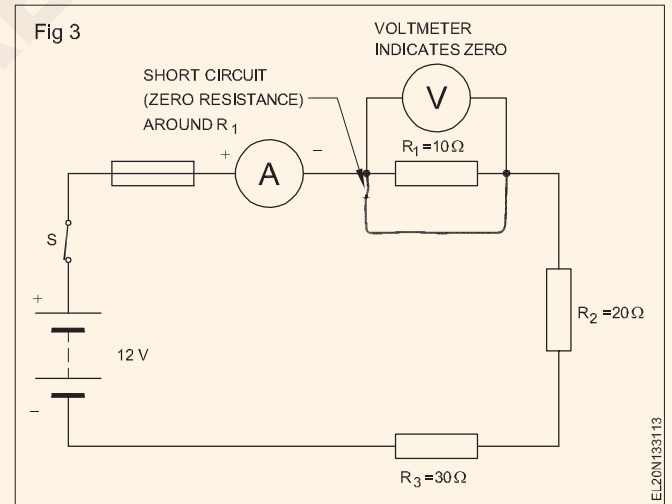 Fig 3
VOLTMETER
INDICATES ZERO
SHORT CIRCUIT
(ZERO RESISTANCE)
AROUND R1
V
R1=10Ω
+
A
−
S
+
12 V
−
R2=20Ω
R3=30Ω
EL20N133113